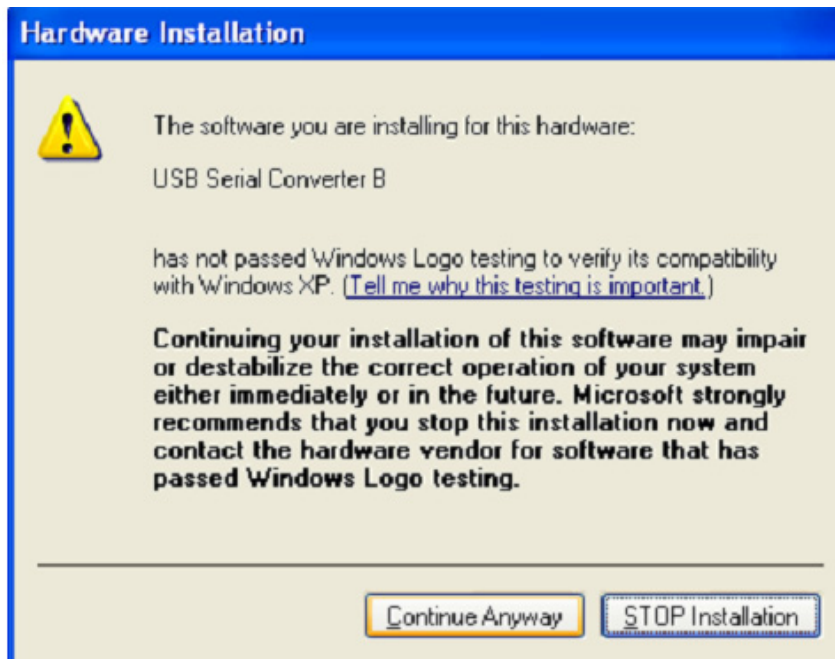 Hardware Installation
The software you are installing for this hardware:
USB Serial Converter B
has not passed Windows Logo testing to verify its compatibility
with Windows XP. (Tell me why this testing is important.)
Continuing your installation of this software may impair
or destabilize the correct operation of your system
either immediately or in the future. Microsoft strongly
recommends that you stop this installation now and
contact the hardware vendor for software that has
passed Windows Logo testing.
Continue Anyway
STOP Installation